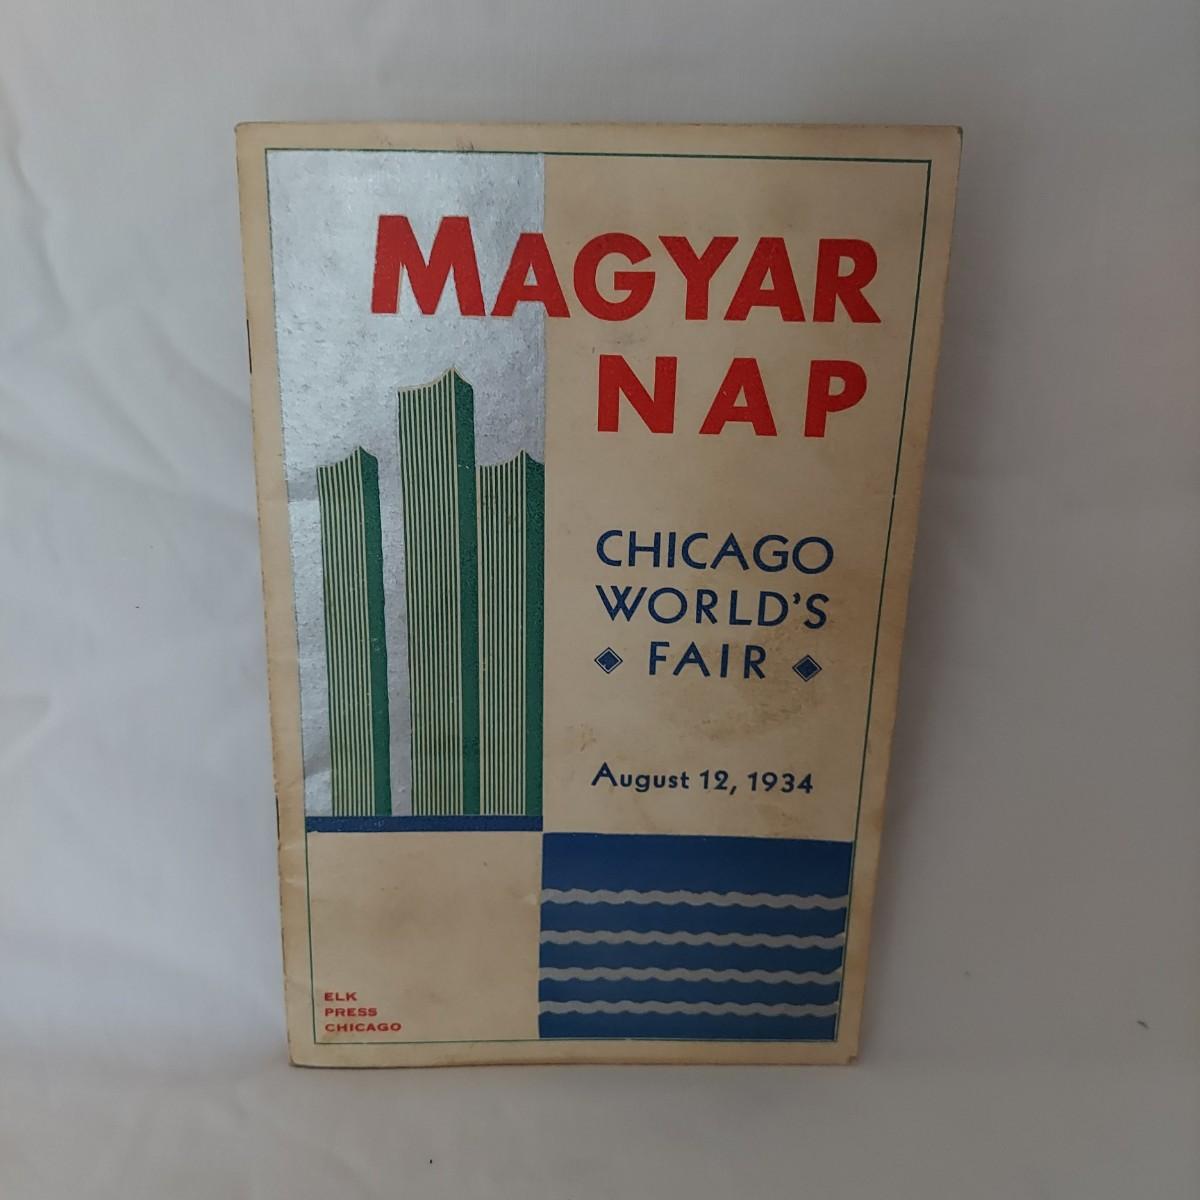 MAGYAR
NAP
CHICAGO
WORLD'S
FAIR
August 12, 1934
ELK
PRESS
CHICAGO